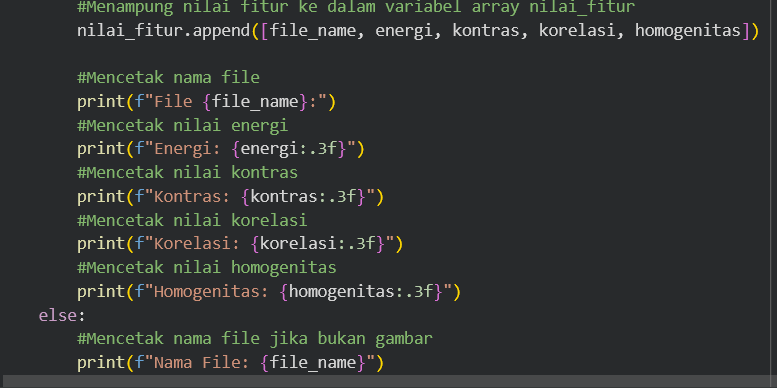 #Menampung nilai fitur ke dalam variabel array nilai_fitur
nilai_fitur.append([file_name, energi, kontras, korelasi, homogenitas])
#Mencetak nama file
print(f"File {file_name}:")
#Mencetak nilai energi
print(f"Energi: {energi:.3f}")
#Mencetak nilai kontras
print(f"Kontras: {kontras:.3f}")
#Mencetak nilai korelasi
print(f"Korelasi: {korelasi:.3f}")
#Mencetak nilai homogenitas
print(f"Homogenitas: {homogenitas:.3f}")
else:
#Mencetak nama file jika bukan gambar
print(f"Nama File: {file_name}")